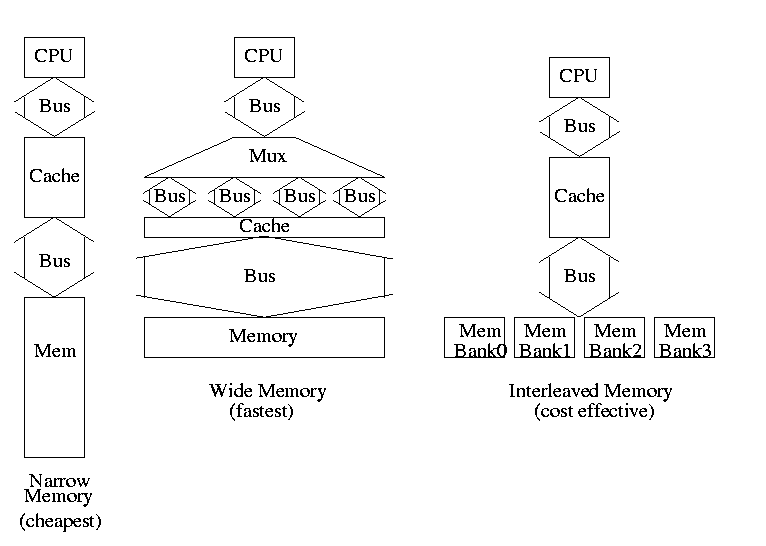 CPU
Bus
Cache
Bus
Mem
Narrow
Memory
(cheapest)
CPU
Bus
Mux
Bus Bus Bus Bus
Cache
Bus
Memory
Wide Memory
(fastest)
CPU
Bus
Cache
Bus
Mem Mem Mem Mem
Bank0 Bank1 Bank2 Bank3
Interleaved Memory
(cost effective)